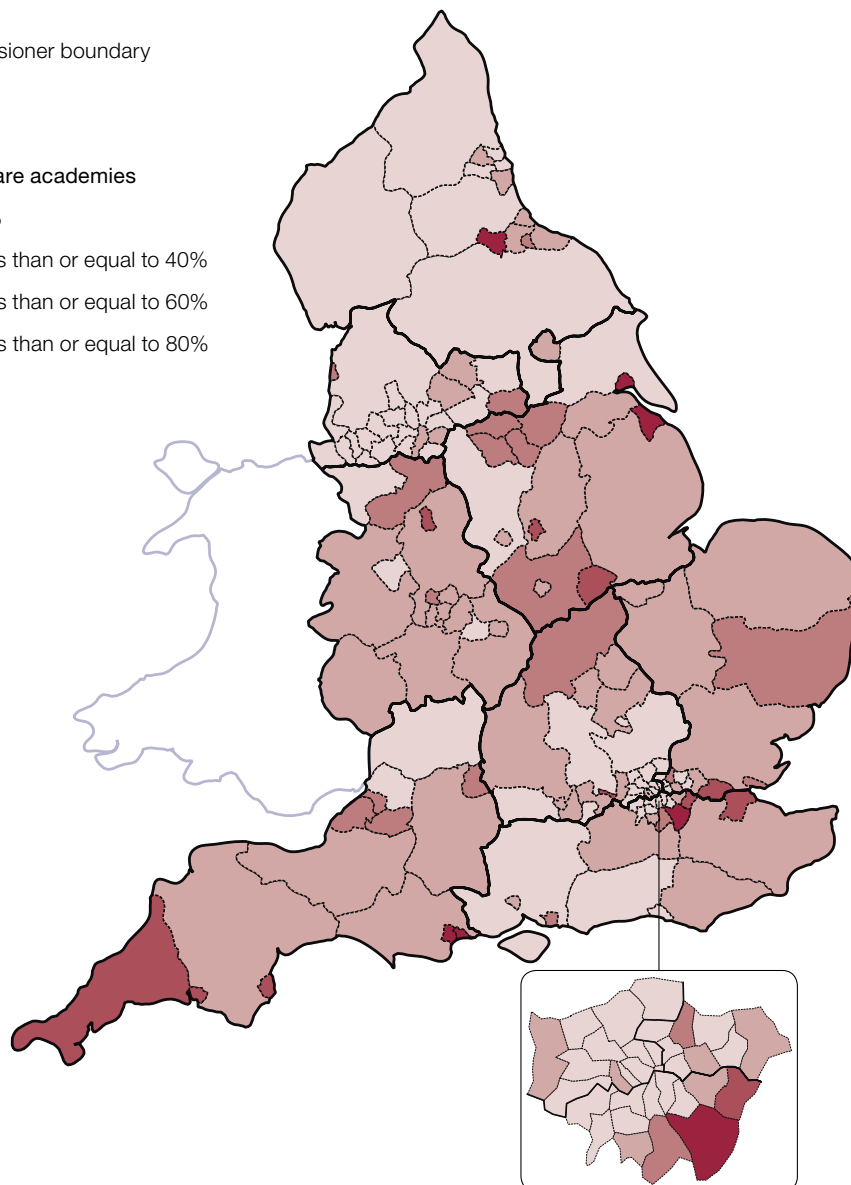 sioner boundary
are academies
s than or equal to 40%
s than or equal to 60%
s than or equal to 80%